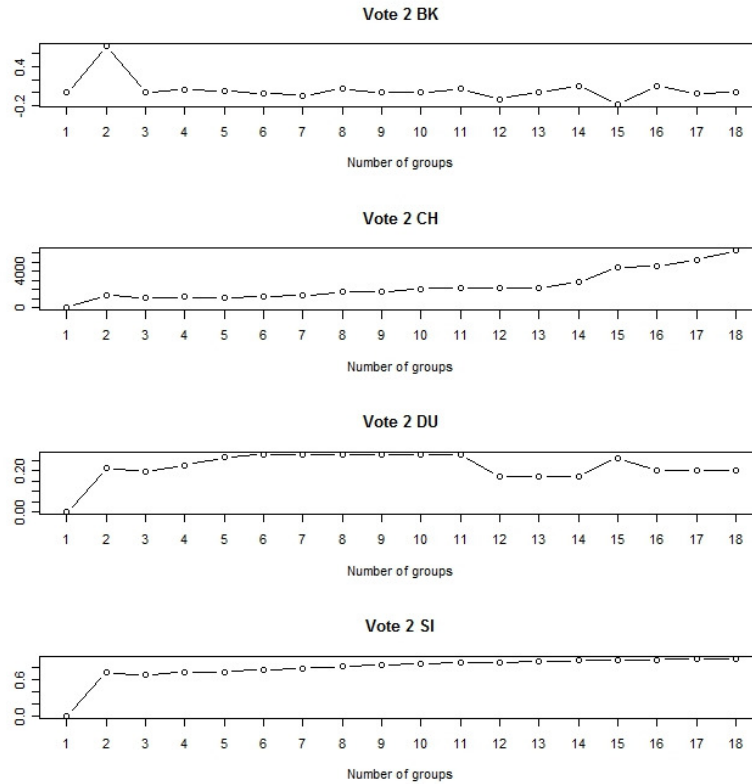 Vote 2 BK
0.4
-0.2
1 2 3 4 5 6 7 8 9 10 11 12 13 14 15 16 17 18
Number of groups
Vote 2 CH
4000
0
1 2 3 4 5 6 7 8 9 10 11 12 13 14 15 16 17 18
Number of groups
Vote 2 DU
0.20
0.00
1 2 3 4 5 6 7 8 9 10 11 12 13 14 15 16 17 18
Number of groups
Vote 2 SI
0.6
0.0
1 2 3 4 5 6 7 8 9 10 11 12 13 14 15 16 17 18
Number of groups